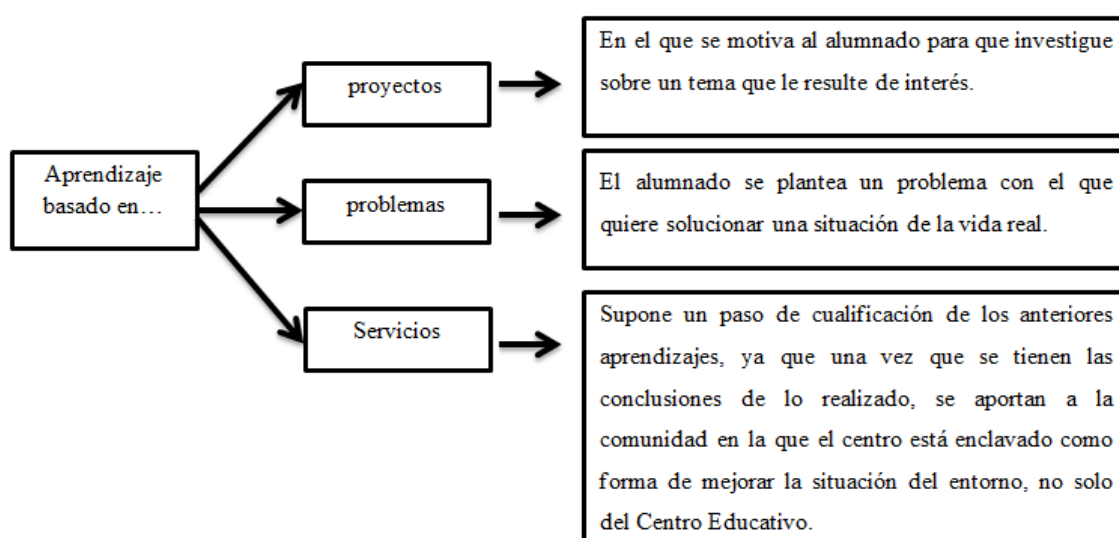 Aprendizaje
basado en…
proyectos
En el que se motiva al alumnado para que investigue
sobre un tema que le resulte de interés.
problemas
El alumnado se plantea un problema con el que
quiere solucionar una situación de la vida real.
Servicios
Supone un paso de cualificación de los anteriores
aprendizajes, ya que una vez que se tienen las
conclusiones de lo realizado, se aportan a la
comunidad en la que el centro está enclavado como
forma de mejorar la situación del entorno, no solo
del Centro Educativo.